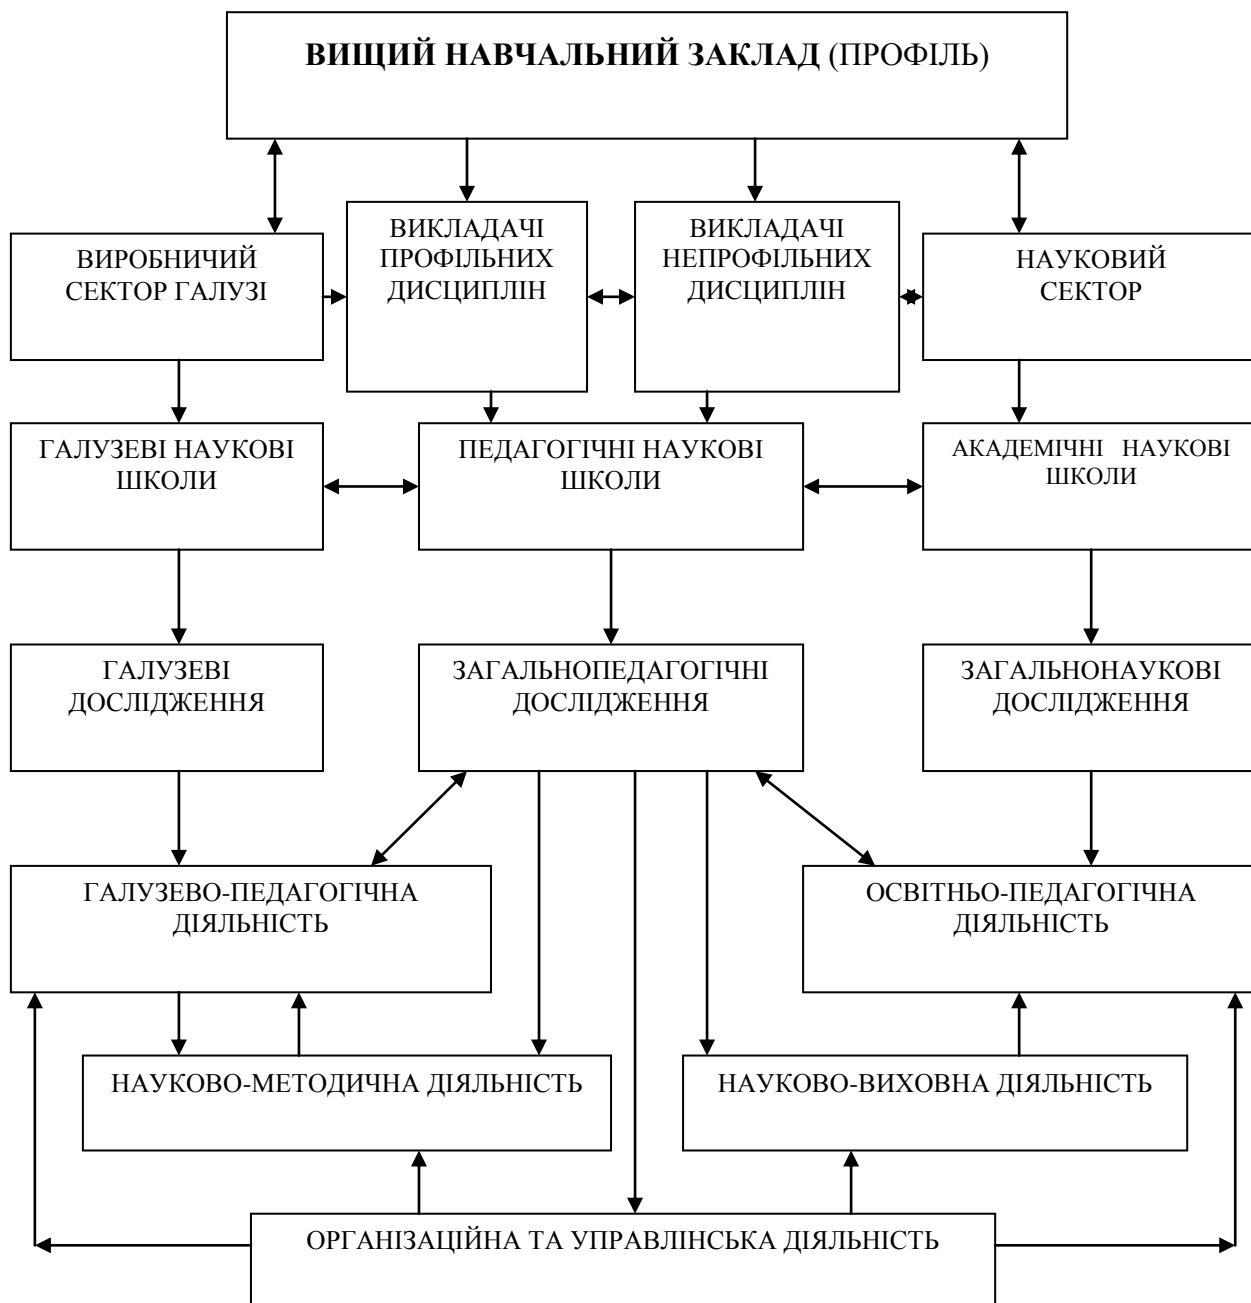 ВИЩИЙ НАВЧАЛЬНИЙ ЗАКЛАД (ПРОФІЛЬ)
ВИРОБНИЧИЙ
СЕКТОР ГАЛУЗІ
ВИКЛАДАЧІ
ПРОФІЛЬНИХ
ДИСЦИПЛІН
ВИКЛАДАЧІ
НЕПРОФІЛЬНИХ
ДИСЦИПЛІН
НАУКОВИЙ
СЕКТОР
ГАЛУЗЕВІ НАУКОВІ
ШКОЛИ
ПЕДАГОГІЧНІ НАУКОВІ
ШКОЛИ
АКАДЕМІЧНІ НАУКОВІ
ШКОЛИ
ГАЛУЗЕВІ
ДОСЛІДЖЕННЯ
ЗАГАЛЬНОПЕДАГОГІЧНІ
ДОСЛІДЖЕННЯ
ЗАГАЛЬНОНАУКОВІ
ДОСЛІДЖЕННЯ
ГАЛУЗЕВО-ПЕДАГОГІЧНА
ДІЯЛЬНІСТЬ
ОСВІТНЬО-ПЕДАГОГІЧНА
ДІЯЛЬНІСТЬ
НАУКОВО-МЕТОДИЧНА ДІЯЛЬНІСТЬ
НАУКОВО-ВИХОВНА ДІЯЛЬНІСТЬ
ОРГАНІЗАЦІЙНА ТА УПРАВЛІНСЬКА ДІЯЛЬНІСТЬ